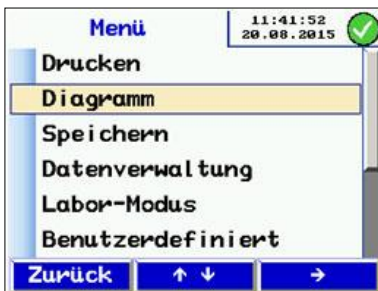 Menü
11:41:52
20.08.2015
Drucken
Diagramm
Speichern
Datenverwaltung
Labor-Modus
Benutzerdefiniert
Zurück ↑ ↓ →